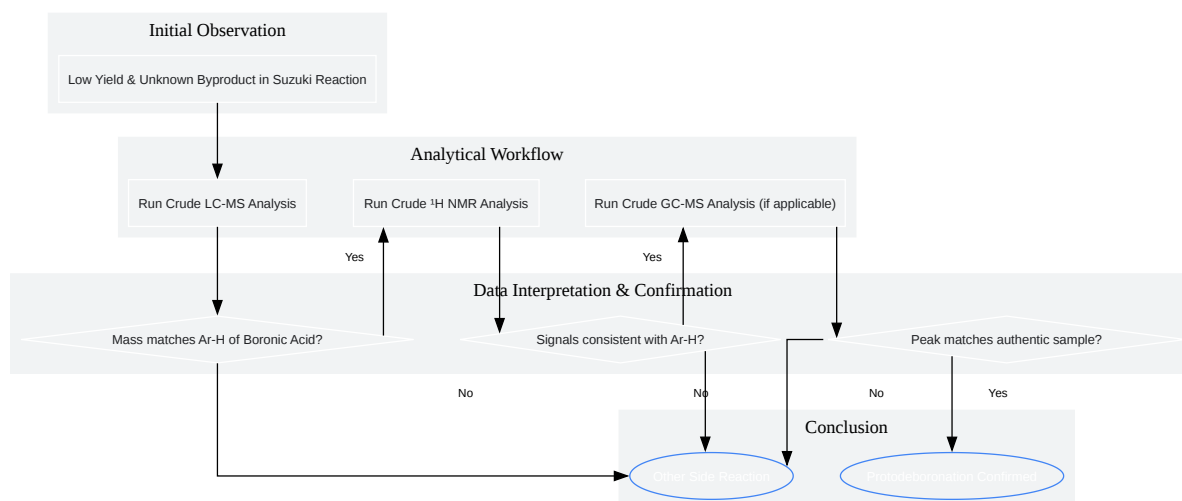 Initial Observation
Low Yield & Unknown Byproduct in Suzuki Reaction
Analytical Workflow
Run Crude LC-MS Analysis
Run Crude ¹H NMR Analysis
Run Crude GC-MS Analysis (if applicable)
Yes
Yes
Data Interpretation & Confirmation
Mass matches Ar-H of Boronic Acid?
Signals consistent with Ar-H?
Peak matches authentic sample?
No
No
No
Yes
Conclusion
Other Side Reaction
Protodeboronation Confirmed